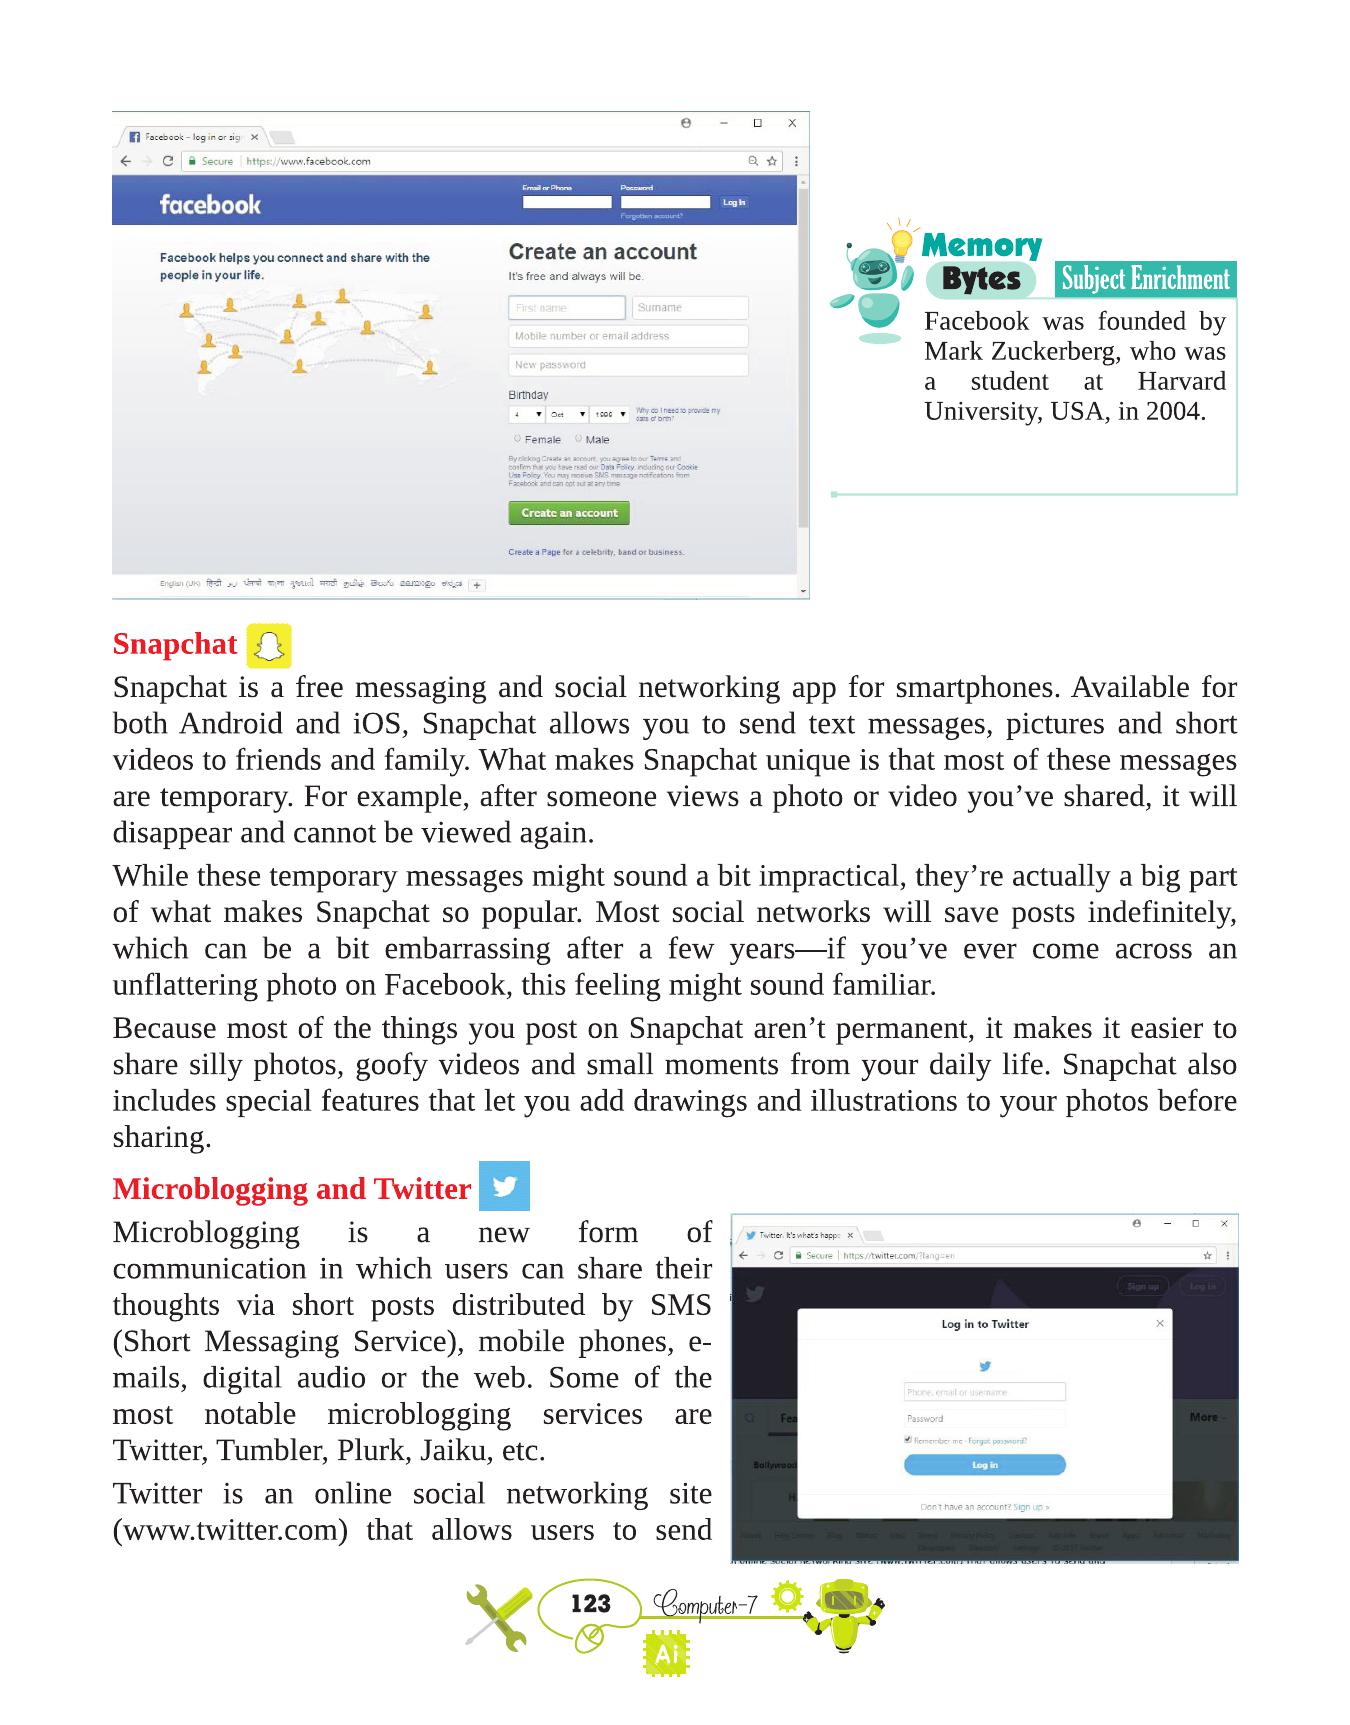 Facebook – log in or sig
Secure | https://www.facebook.com
facebook
Email or Phone
Password
Log In
Forgotten account?
Facebook helps you connect and share with the
people in your life.
Create an account
It's free and always will be.
First name
Surname
Mobile number or email address
New password
Birthday
4 Oct 1999
Why do I need to provide my
date of birth?
Female Male
By clicking Create an account, you agree to our Terms and
confirm that you have read our Data Policy, including our Cookie
Use Policy. You may receive SMS message notifications from
Facebook and can opt out at any time.
Create an account
Create a Page for a celebrity, band or business.
English (UK) हिन्दी اردو ਪੰਜਾਬੀ বাংলা ગુજરાતી मराठी தமிழ் తెలుగు മലയാളം ಕನ್ನಡ +
Memory
Bytes
Subject Enrichment
Facebook was founded by
Mark Zuckerberg, who was
a student at Harvard
University, USA, in 2004.
Snapchat
Snapchat is a free messaging and social networking app for smartphones. Available for
both Android and iOS, Snapchat allows you to send text messages, pictures and short
videos to friends and family. What makes Snapchat unique is that most of these messages
are temporary. For example, after someone views a photo or video you’ve shared, it will
disappear and cannot be viewed again.
While these temporary messages might sound a bit impractical, they’re actually a big part
of what makes Snapchat so popular. Most social networks will save posts indefinitely,
which can be a bit embarrassing after a few years—if you’ve ever come across an
unflattering photo on Facebook, this feeling might sound familiar.
Because most of the things you post on Snapchat aren’t permanent, it makes it easier to
share silly photos, goofy videos and small moments from your daily life. Snapchat also
includes special features that let you add drawings and illustrations to your photos before
sharing.
Microblogging and Twitter
Microblogging is a new form of
communication in which users can share their
thoughts via short posts distributed by SMS
(Short Messaging Service), mobile phones, e-
mails, digital audio or the web. Some of the
most notable microblogging services are
Twitter, Tumbler, Plurk, Jaiku, etc.
Twitter is an online social networking site
(www.twitter.com) that allows users to send
Twitter. It's what's happe
Secure | https://twitter.com/?lang=en
Sign up
Log in
Log in to Twitter
Phone, email or username
Password
Remember me · Forgot password?
Log in
Don't have an account? Sign up »
Fea
More
Bollywood
123
Computer-7
Ai